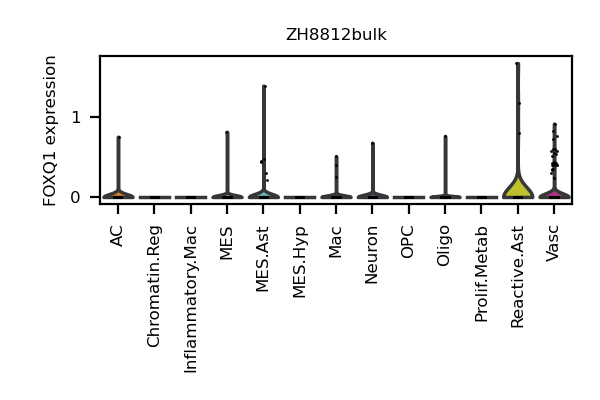 ZH8812bulk
FOXQ1 expression
1
0
AC
Chromatin.Reg
Inflammatory.Mac
MES
MES.Ast
MES.Hyp
Mac
Neuron
OPC
Oligo
Prolif.Metab
Reactive.Ast
Vasc